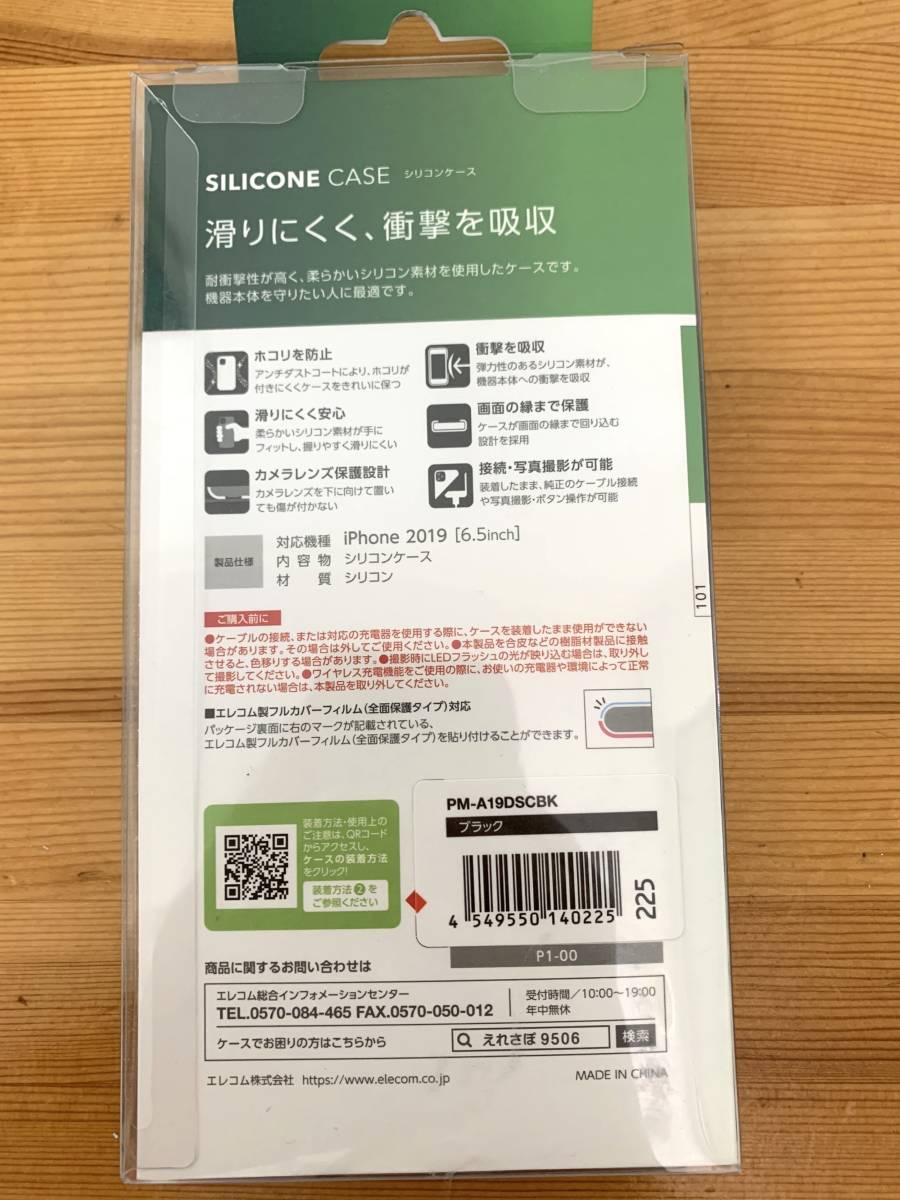 SILICONE CASE シリコンケース
滑りにくく、衝撃を吸収
耐衝撃性が高く、柔らかいシリコン素材を使用したケースです。
機器本体を守りたい人に最適です。
ホコリを防止
アンチダストコートにより、ホコリが
付きにくくケースをきれいに保つ
衝撃を吸収
弾力性のあるシリコン素材が、
機器本体への衝撃を吸収
滑りにくく安心
柔らかいシリコン素材が手に
フィットし、握りやすく滑りにくい
画面の縁まで保護
ケースが画面の縁まで回り込む
設計を採用
カメラレンズ保護設計
カメラレンズを下に向けて置い
ても傷が付かない
接続・写真撮影が可能
装着したまま、純正のケーブル接続
や写真撮影・ボタン操作が可能
製品仕様
対応機種 iPhone 2019 [6.5inch]
内容物 シリコンケース
材質 シリコン
101
ご購入前に
●ケーブルの接続、または対応の充電器を使用する際に、ケースを装着したまま使用ができない
場合があります。その場合は外してご使用ください。●本製品を合皮などの樹脂材製品に接触
させると、色移りする場合があります。●撮影時にLEDフラッシュの光が映り込む場合は、取り外し
て撮影してください。●ワイヤレス充電機能をご使用の際に、お使いの充電器や環境によって正常
に充電されない場合は、本製品を取り外してください。
■エレコム製フルカバーフィルム(全面保護タイプ)対応
パッケージ裏面に右のマークが記載されている、
エレコム製フルカバーフィルム(全面保護タイプ)を貼り付けることができます。
装着方法・使用上の
ご注意は、QRコード
からアクセスし、
ケースの装着方法
をクリック!
装着方法②を
ご参照ください
PM-A19DSCBK
ブラック
4 549550 140225
225
P1-00
商品に関するお問い合わせは
エレコム総合インフォメーションセンター
TEL.0570-084-465 FAX.0570-050-012
受付時間/10:00〜19:00
年中無休
ケースでお困りの方はこちらから
えれさぽ 9506 検索
エレコム株式会社 https://www.elecom.co.jp
MADE IN CHINA